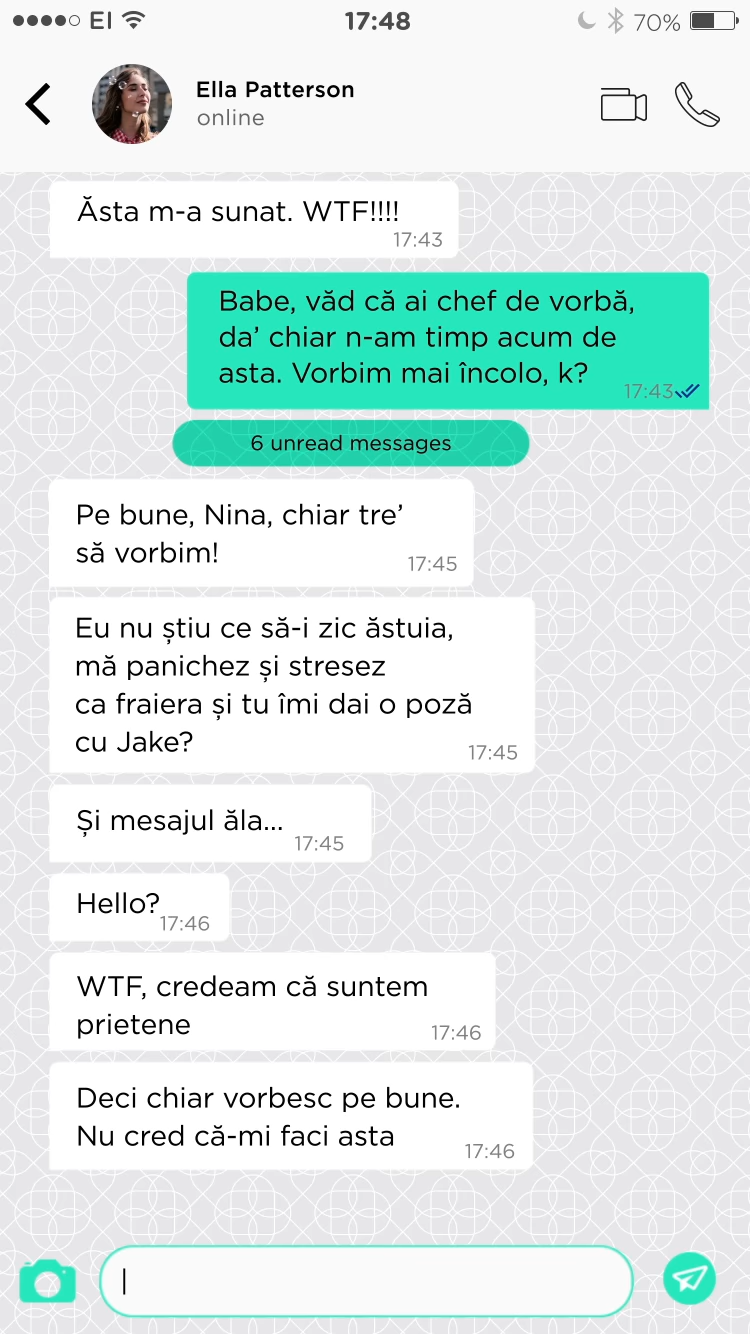 EI 17:48 70%
Ella Patterson
online
Ăsta m-a sunat. WTF!!!!
17:43
Babe, văd că ai chef de vorbă,
da’ chiar n-am timp acum de
asta. Vorbim mai încolo, k?
17:43
6 unread messages
Pe bune, Nina, chiar tre’
să vorbim!
17:45
Eu nu știu ce să-i zic ăstuia,
mă panichez și stresez
ca fraiera și tu îmi dai o poză
cu Jake?
17:45
Și mesajul ăla...
17:45
Hello?
17:46
WTF, credeam că suntem
prietene
17:46
Deci chiar vorbesc pe bune.
Nu cred că-mi faci asta
17:46